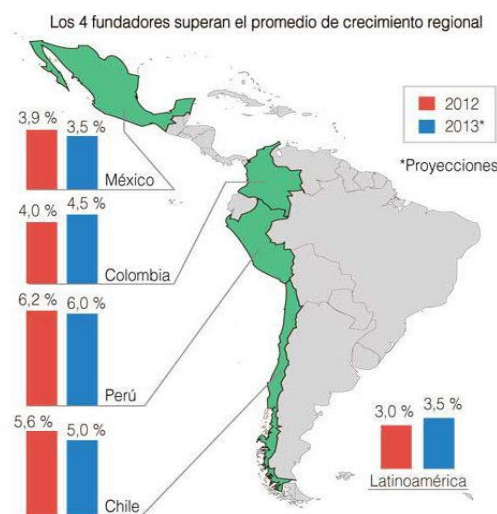 Los 4 fundadores superan el promedio de crecimiento regional
2012
2013*
*Proyecciones
3,9 %
3,5 %
México
4,0 %
4,5 %
Colombia
6,2 %
6,0 %
Perú
5,6 %
5,0 %
Chile
3,0 %
3,5 %
Latinoamérica